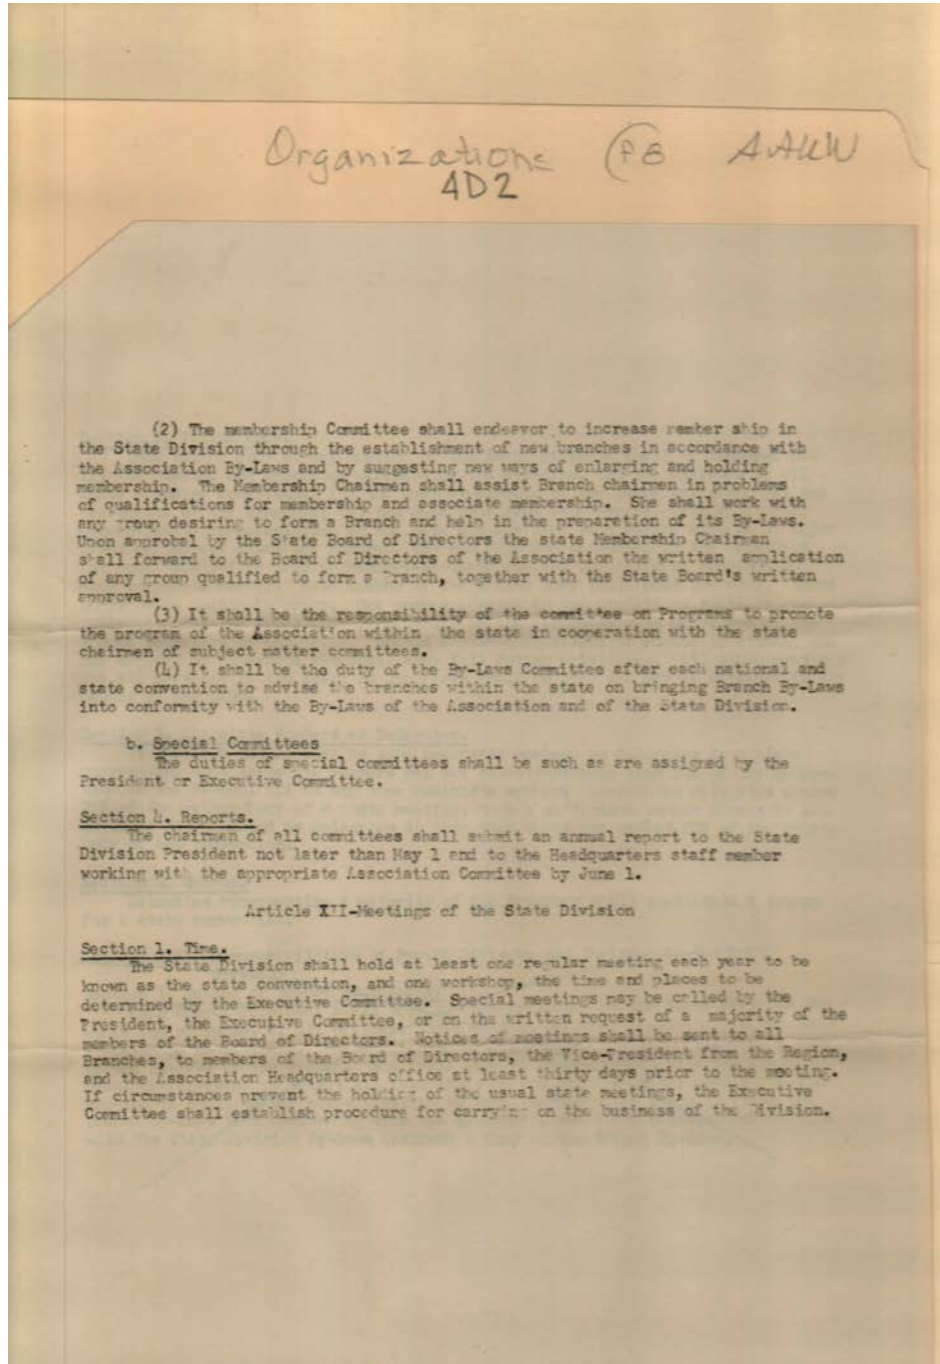 Organizations F8 AAUW
4D2
(2) The membership Committee shall endeavor to increase member ship in
the State Division through the establishment of new branches in accordance with
the Association By-Laws and by suggesting new ways of enlarging and holding
membership. The Membership Chairmen shall assist Branch chairmen in problems
of qualifications for membership and associate membership. She shall work with
any group desiring to form a Branch and help in the preparation of its By-Laws.
Upon approbal by the State Board of Directors the state Membership Chairman
shall forward to the Board of Directors of the Association the written application
of any group qualified to form a Branch, together with the State Board's written
approval.
(3) It shall be the responsibility of the committee on Programs to promote
the program of the Association within the state in cooperation with the state
chairmen of subject matter committees.
(4) It shall be the duty of the By-Laws Committee after each national and
state convention to advise the branches within the state on bringing Branch By-Laws
into conformity with the By-Laws of the Association and of the State Division.
b. Special Committees
The duties of special committees shall be such as are assigned by the
President or Executive Committee.
Section 4. Reports.
The chairmen of all committees shall submit an annual report to the State
Division President not later than May 1 and to the Headquarters staff member
working with the appropriate Association Committee by June 1.
Article XII-Meetings of the State Division
Section 1. Time.
The State Division shall hold at least one regular meeting each year to be
known as the state convention, and one workshop, the time and places to be
determined by the Executive Committee. Special meetings may be called by the
President, the Executive Committee, or on the written request of a majority of the
members of the Board of Directors. Notices of meetings shall be sent to all
Branches, to members of the Board of Directors, the Vice-President from the Region,
and the Association Headquarters office at least thirty days prior to the meeting.
If circumstances prevent the holding of the usual state meetings, the Executive
Committee shall establish procedure for carrying on the business of the Division.